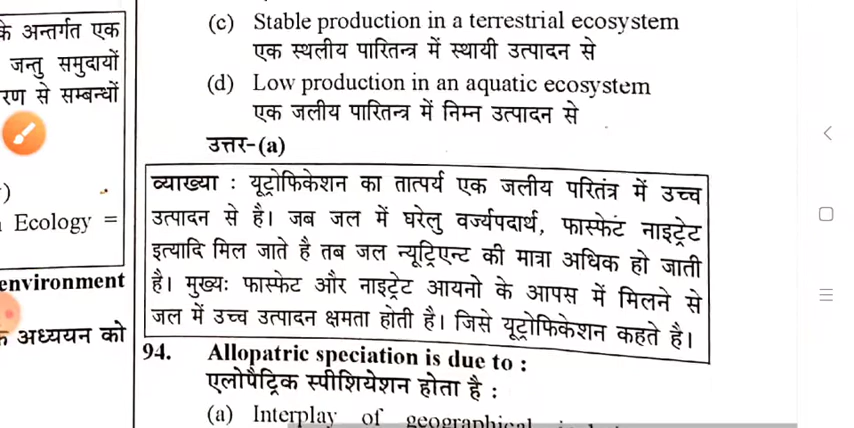 के अन्तर्गत एक
जन्तु समुदायों
रण से सम्बन्धों
)
Ecology =
environment
अध्ययन को
(c) Stable production in a terrestrial ecosystem
एक स्थलीय पारितन्त्र में स्थायी उत्पादन से
(d) Low production in an aquatic ecosystem
एक जलीय पारितन्त्र में निम्न उत्पादन से
उत्तर-(a)
व्याख्या : यूट्रोफिकेशन का तात्पर्य एक जलीय परितंत्र में उच्च
उत्पादन से है। जब जल में घरेलु वर्ज्यपदार्थ, फास्फेट नाइट्रेट
इत्यादि मिल जाते है तब जल न्यूट्रिएन्ट की मात्रा अधिक हो जाती
है। मुख्यः फास्फेट और नाइट्रेट आयनो के आपस में मिलने से
जल में उच्च उत्पादन क्षमता होती है। जिसे यूट्रोफिकेशन कहते है।
94. Allopatric speciation is due to :
एलोपैट्रिक स्पीशियेशन होता है :
(a) Interplay of geographical